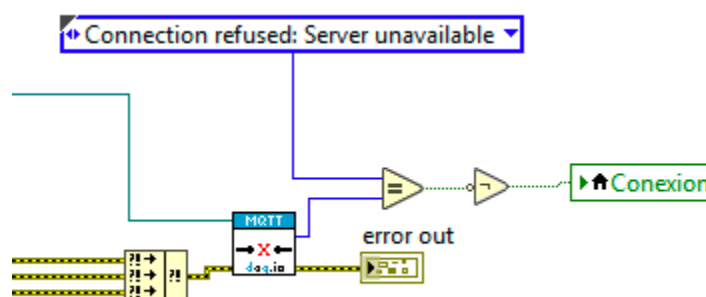 Connection refused: Server unavailable
Conexion
MQTT
error out
daq.io